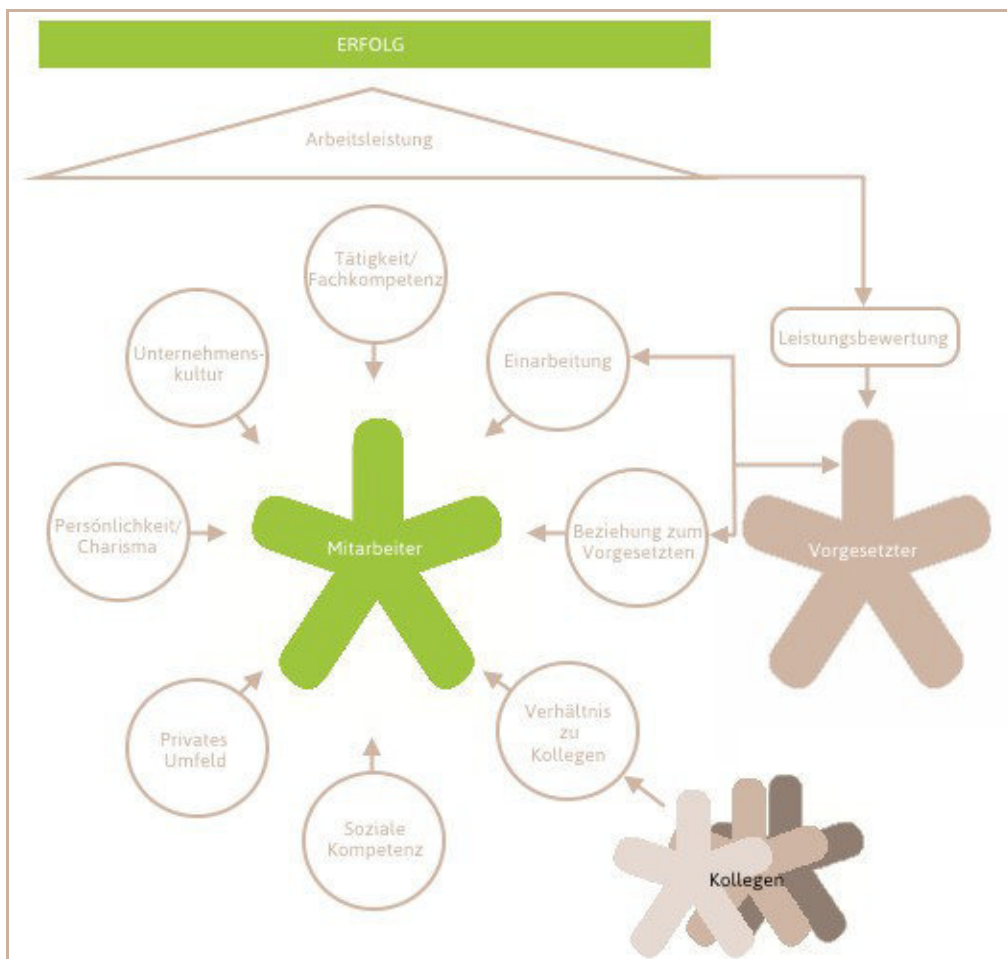 ERFOLG
Arbeitsleistung
Tätigkeit/
Fachkompetenz
Unternehmens-
kultur
Einarbeitung
Leistungsbewertung
Persönlichkeit/
Charisma
Mitarbeiter
Beziehung zum
Vorgesetzten
Vorgesetzter
Privates
Umfeld
Verhältnis
zu
Kollegen
Soziale
Kompetenz
Kollegen